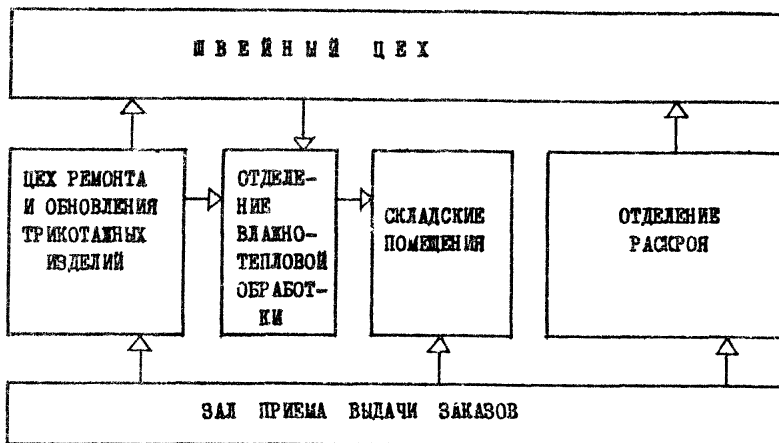 ШВЕЙНЫЙ ЦЕХ
ЦЕХ РЕМОНТА
И ОБНОВЛЕНИЯ
ТРИКОТАЖНЫХ
ИЗДЕЛИЙ
ОТДЕЛЕ-
НИЕ
ВЛАЖНО-
ТЕПЛОВОЙ
ОБРАБОТ-
КИ
СКЛАДСКИЕ
ПОМЕЩЕНИЯ
ОТДЕЛЕНИЕ
РАСКРОЯ
ЗАЛ ПРИЕМА ВЫДАЧИ ЗАКАЗОВ